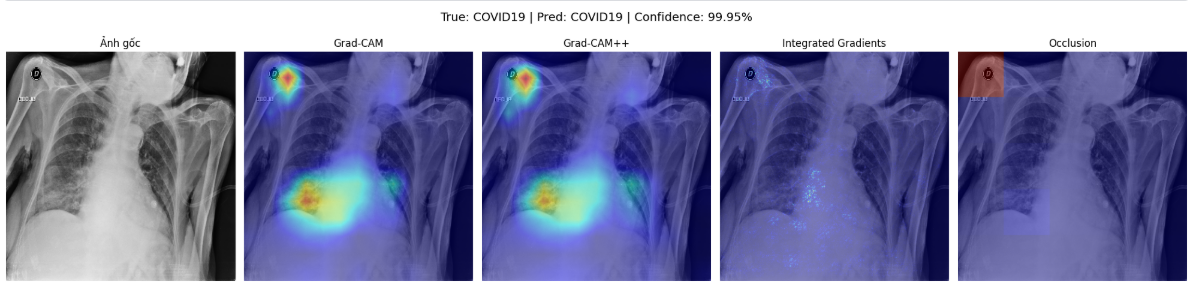 True: COVID19 | Pred: COVID19 | Confidence: 99.95%
Ảnh gốc
Grad-CAM
Grad-CAM++
Integrated Gradients
Occlusion